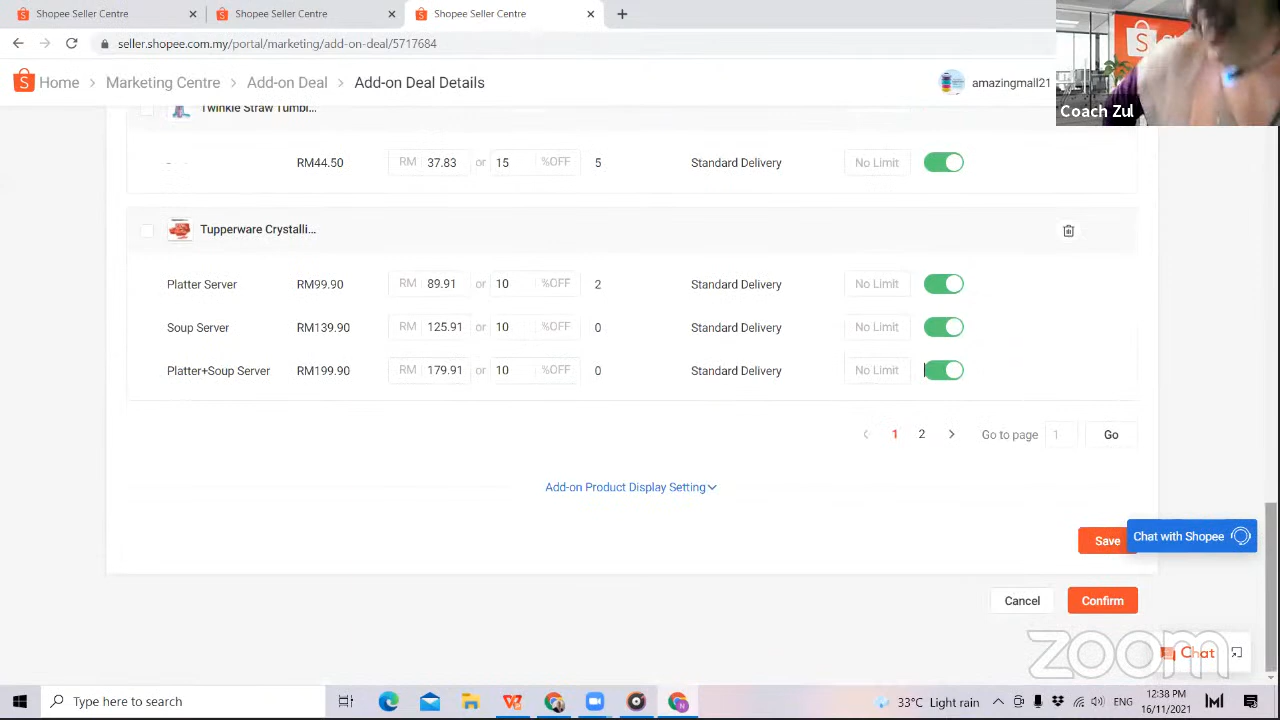 Shopee Seller Centre
Shopee Seller Centre
Shopee Seller Centre
seller.shopee.com.my/portal/marketing/add-on-deal/5717684
Home > Marketing Centre > Add-on Deal > Add-on Deal Details
amazingmall21
Coach Zul
Twinkle Straw Tumbl...
RM44.50 RM 37.83 or 15 %OFF 5 Standard Delivery No Limit
Tupperware Crystalli...
Platter Server RM99.90 RM 89.91 or 10 %OFF 2 Standard Delivery No Limit
Soup Server RM139.90 RM 125.91 or 10 %OFF 0 Standard Delivery No Limit
Platter+Soup Server RM199.90 RM 179.91 or 10 %OFF 0 Standard Delivery No Limit
< 1 2 > Go to page 1 Go
Add-on Product Display Setting
Save
Chat with Shopee
Cancel Confirm
zoom
Chat
Type here to search
33°C Light rain
ENG
12:38 PM
16/11/2021